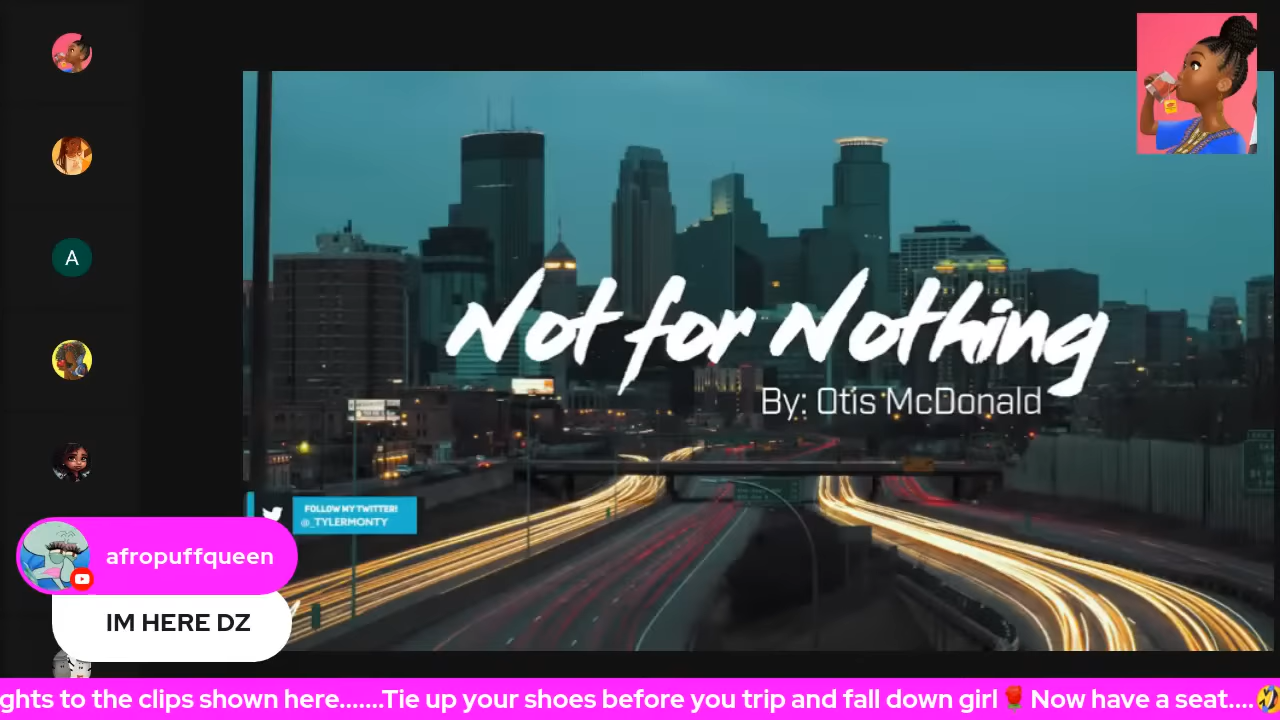 Not for Nothing
By: Otis McDonald
A
FOLLOW MY TWITTER!
@_TYLERMONTY
afropuffqueen
IM HERE DZ
ghts to the clips shown here.......Tie up your shoes before you trip and fall down girl🌹Now have a seat....🤣